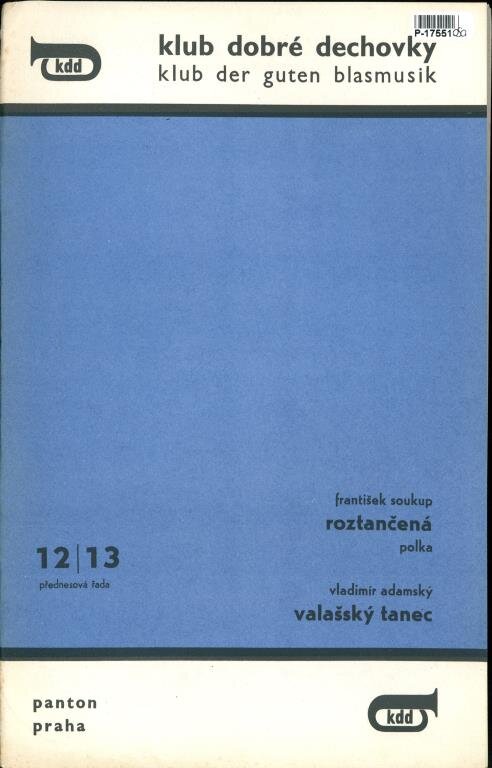 kdd
klub dobré dechovky
klub der guten blasmusik
P-17551
františek soukup
roztančená
polka
12|13
přednesová řada
vladimír adamský
valašský tanec
panton
praha
kdd